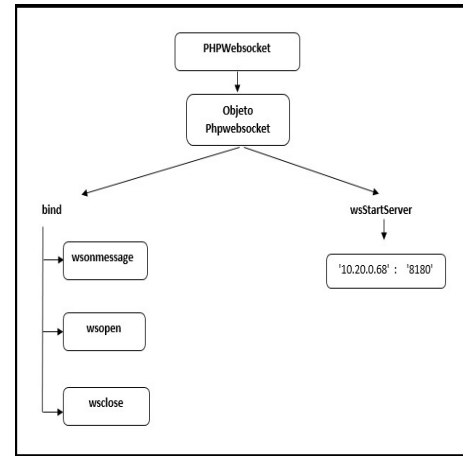 PHPWebsocket
Objeto
Phpwebsocket
bind
wsStartServer
wsonmessage
'10.20.0.68' : '8180'
wsopen
wsclose